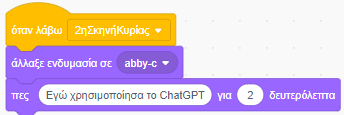 όταν λάβω 2ηΣκηνήΚυρίας
άλλαξε ενδυμασία σε abby-c
πες Εγώ χρησιμοποίησα το ChatGPT για 2 δευτερόλεπτα